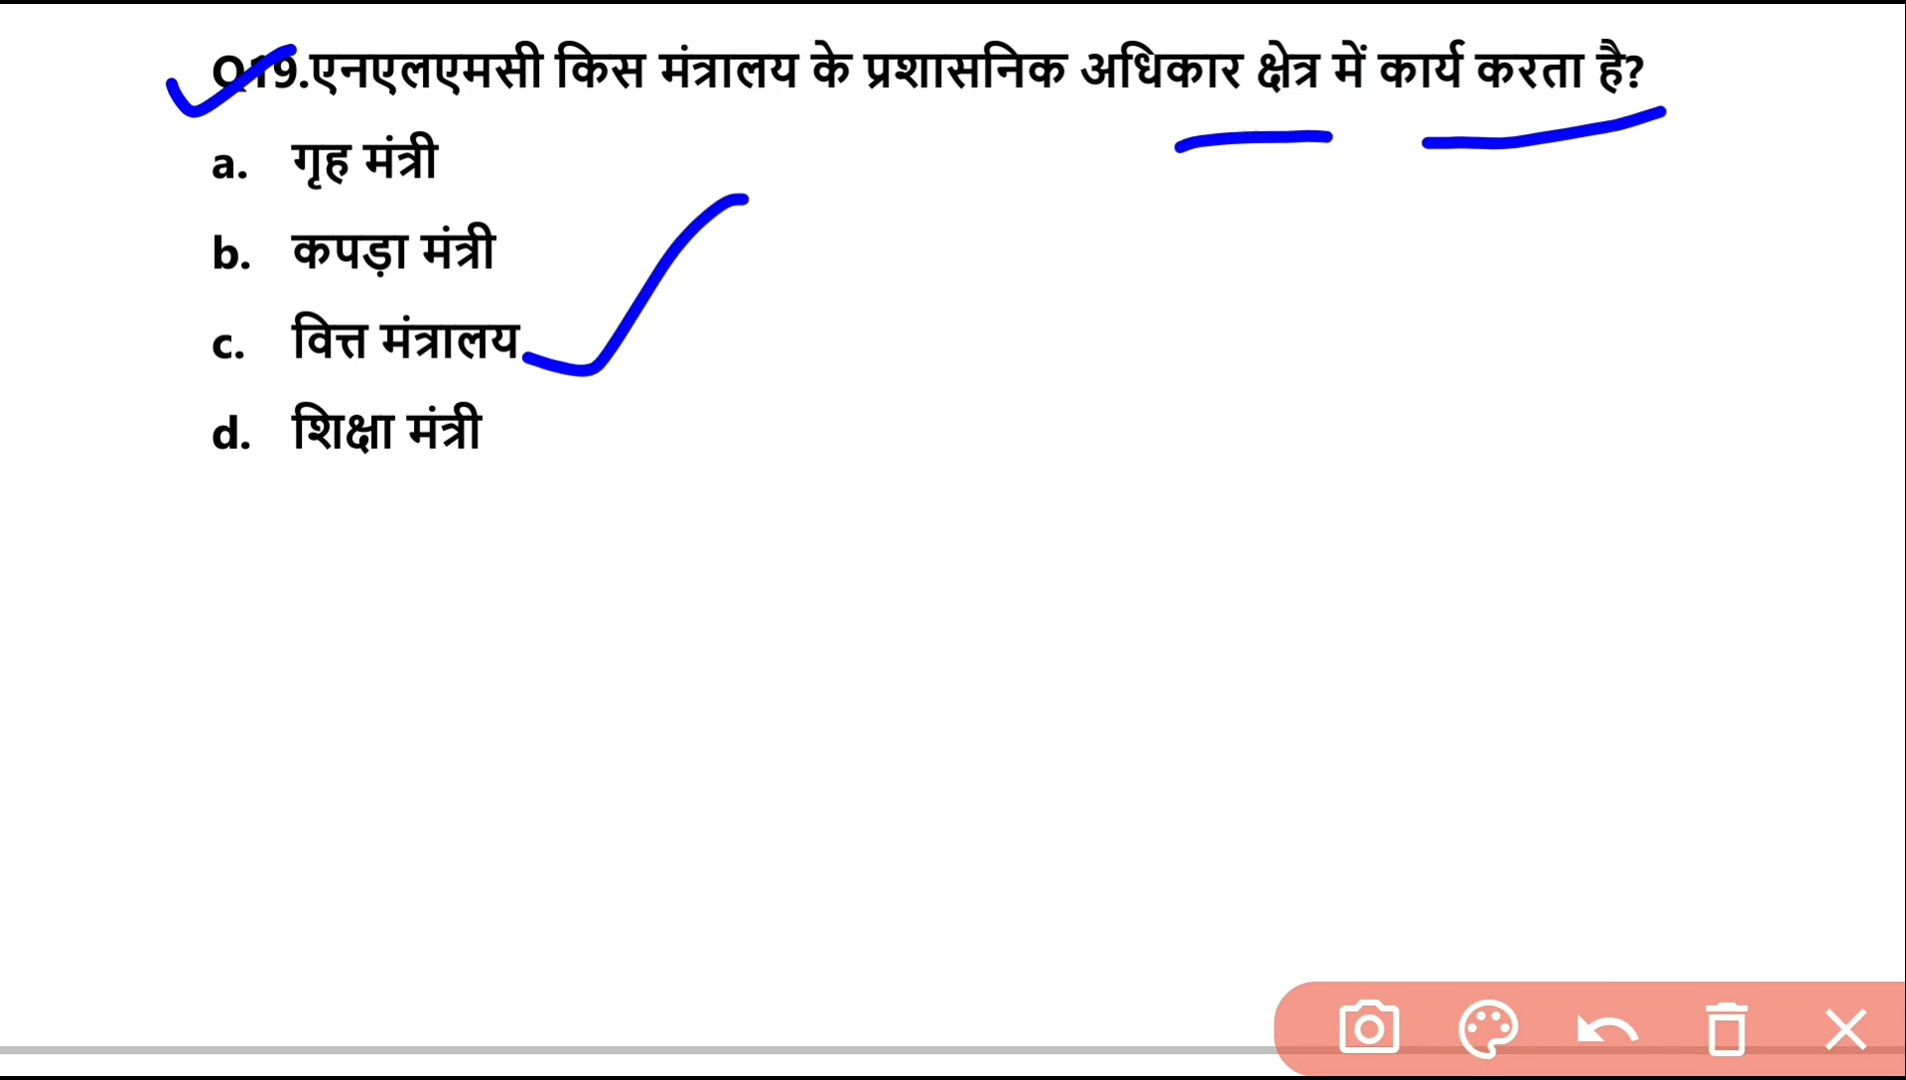 Q19.एनएलएमसी किस मंत्रालय के प्रशासनिक अधिकार क्षेत्र में कार्य करता है?
a. गृह मंत्री
b. कपड़ा मंत्री
c. वित्त मंत्रालय
d. शिक्षा मंत्री